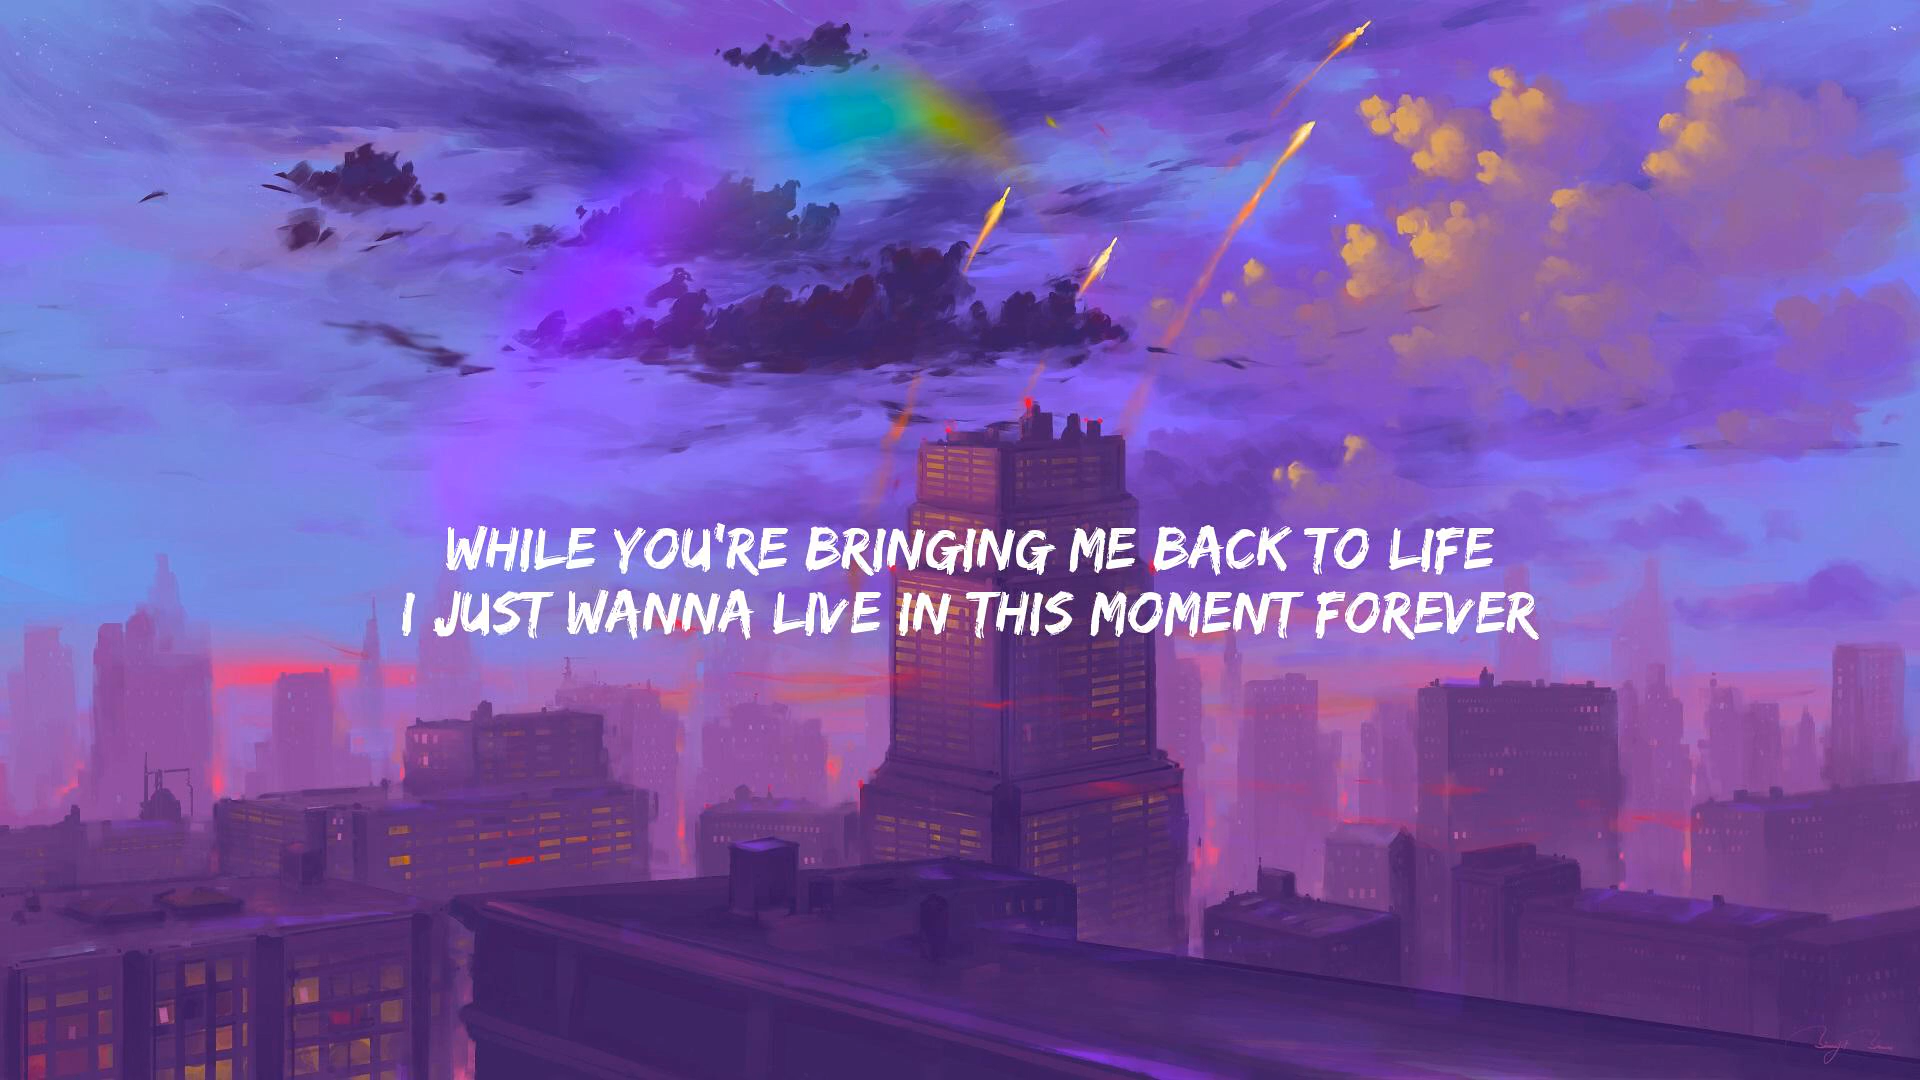 WHILE YOU'RE BRINGING ME BACK TO LIFE
I JUST WANNA LIVE IN THIS MOMENT FOREVER